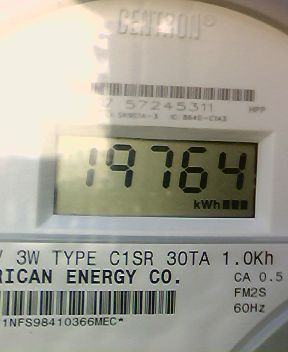 CENTRON®
57245311 HPP
19764
kWh
3W TYPE C1SR 30TA 1.0Kh
RICAN ENERGY CO. CA 0.5
FM2S
1NFS98410366MEC* 60Hz